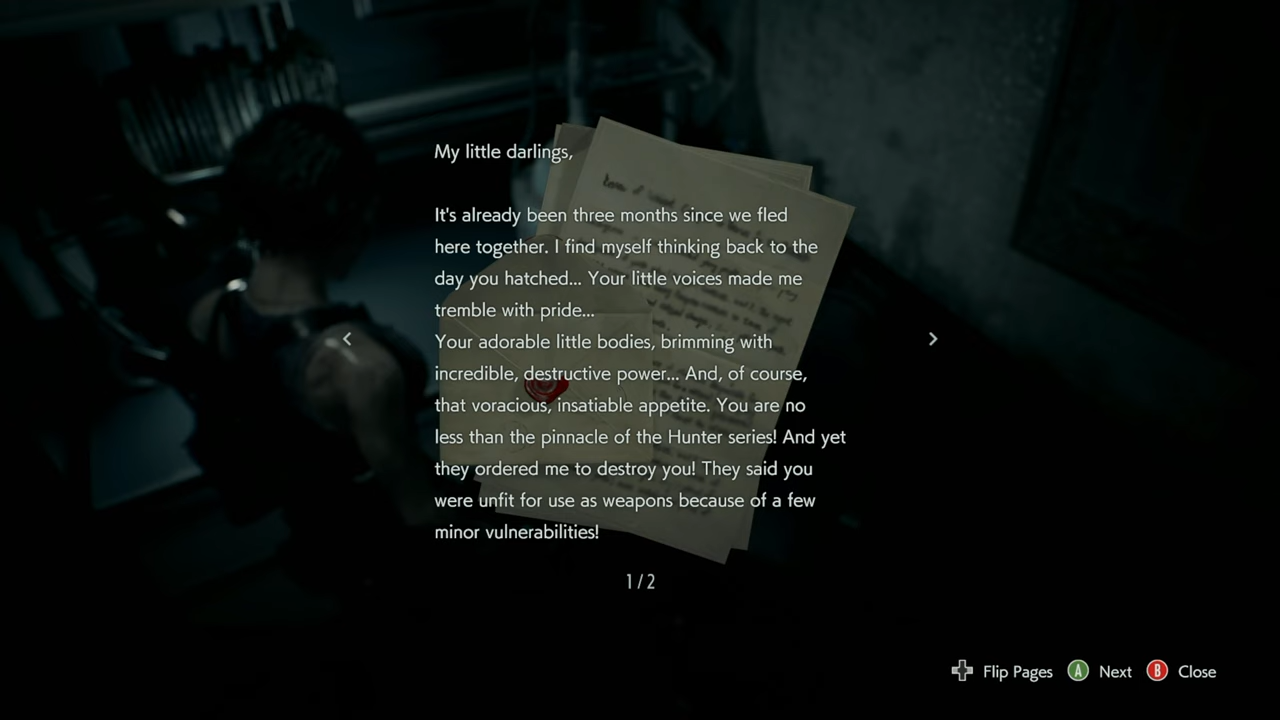 My little darlings,
It's already been three months since we fled
here together. I find myself thinking back to the
day you hatched... Your little voices made me
tremble with pride...
Your adorable little bodies, brimming with
incredible, destructive power... And, of course,
that voracious, insatiable appetite. You are no
less than the pinnacle of the Hunter series! And yet
they ordered me to destroy you! They said you
were unfit for use as weapons because of a few
minor vulnerabilities!
1 / 2
Flip Pages A Next B Close